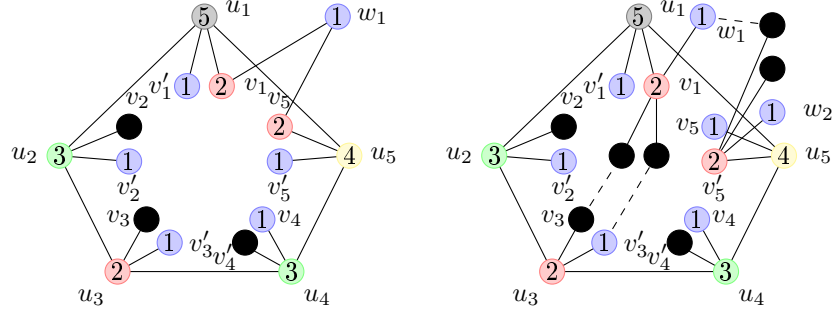 5 u₁ 1 w₁
v₂ v′₁ 1 2 v₁ v₅
u₂ 3 1 v′₂ 2 1 v′₅ 4 u₅
v₃ 1 v′₃ 1 v₄ v′₄
u₃ 2 3 u₄
5 u₁ 1 w₁
v₂ v′₁ 1 2 v₁
u₂ 3 1 v′₂ v₅ 1 1 w₂ 2 v′₅ 4 u₅
v₃ 1 v′₃ 1 v₄ v′₄
u₃ 2 3 u₄